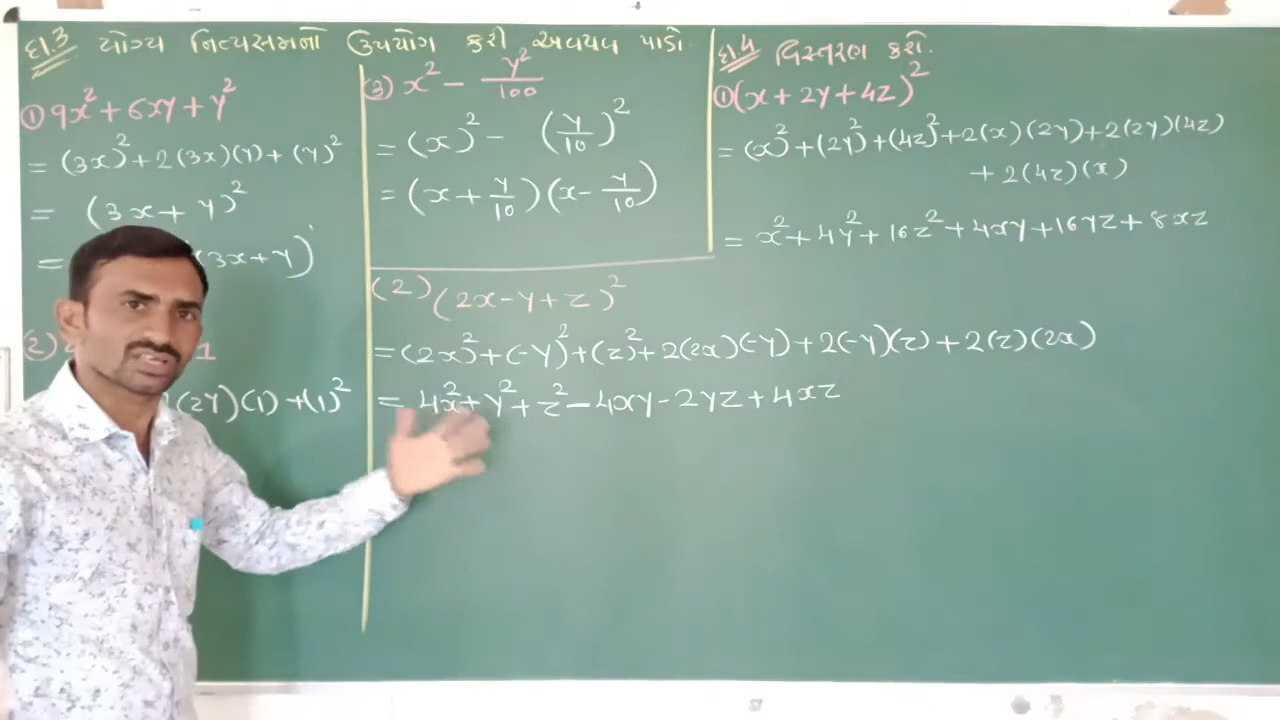 દા.3 યોગ્ય નિત્યસમનો ઉપયોગ કરી અવયવ પાડો.
① 9x² + 6xy + y²
= (3x)² + 2(3x)(y) + (y)²
= (3x + y)²
= (3x+y)
(2) 1
(2y)(1) + (1)²
(3) x² - y²/100
= (x)² - (y/10)²
= (x + y/10)(x - y/10)
દા.4 વિસ્તરણ કરો.
① (x + 2y + 4z)²
= (x)² + (2y)² + (4z)² + 2(x)(2y) + 2(2y)(4z)
+ 2(4z)(x)
= x² + 4y² + 16z² + 4xy + 16yz + 8xz
(2) (2x - y + z)²
= (2x)² + (-y)² + (z)² + 2(2x)(-y) + 2(-y)(z) + 2(z)(2x)
= 4x² + y² + z² - 4xy - 2yz + 4xz